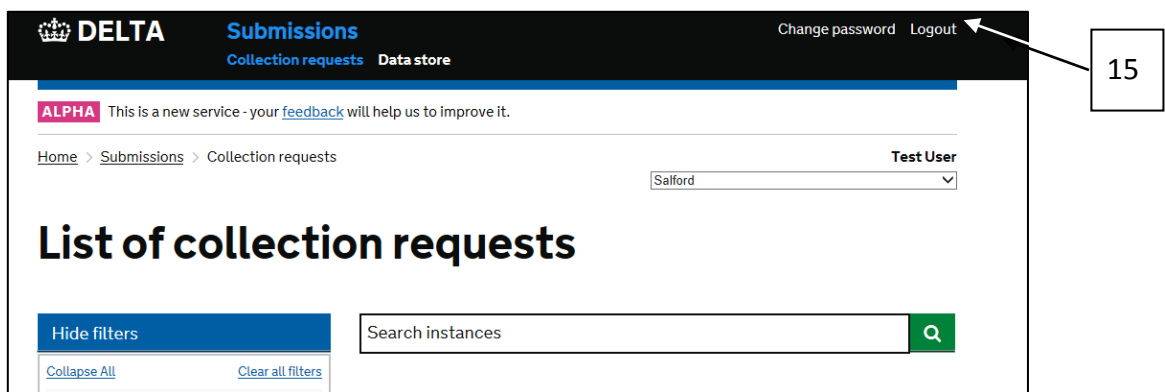 DELTA Submissions Change password Logout
Collection requests Data store
15
ALPHA This is a new service - your feedback will help us to improve it.
Home > Submissions > Collection requests Test User
Salford
List of collection requests
Hide filters Search instances
Collapse All Clear all filters